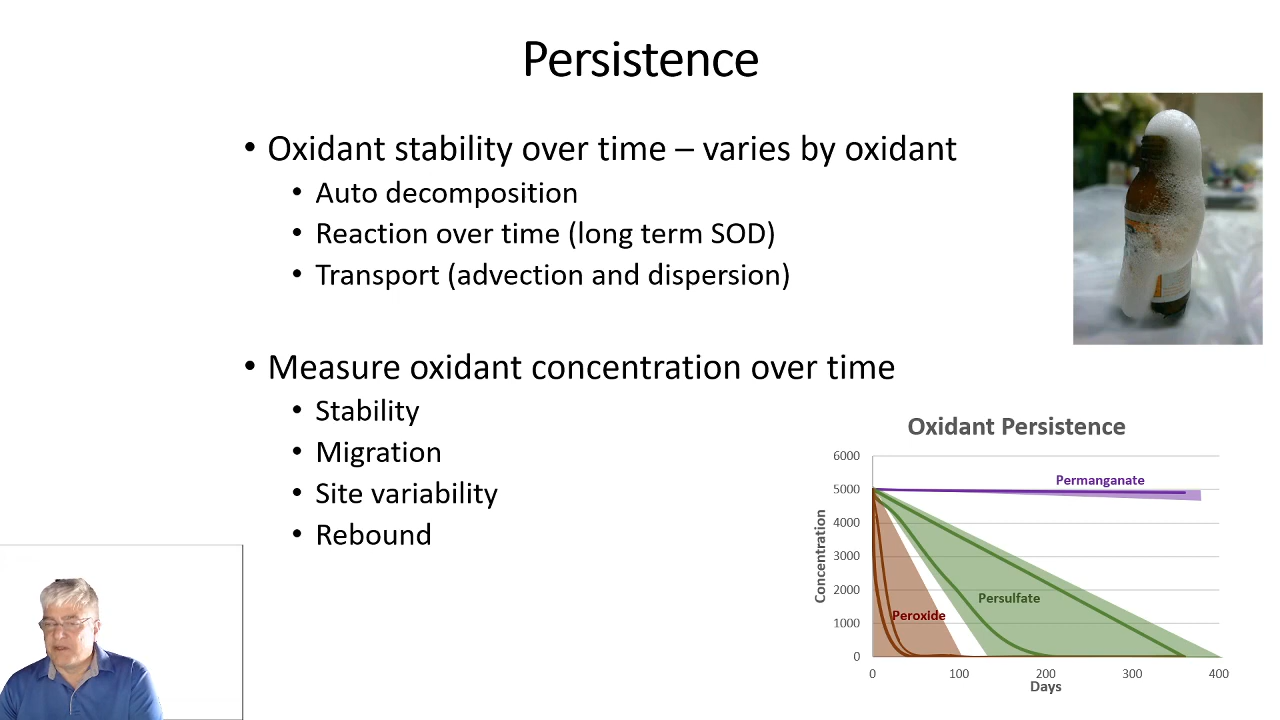 Persistence
• Oxidant stability over time – varies by oxidant
• Auto decomposition
• Reaction over time (long term SOD)
• Transport (advection and dispersion)
• Measure oxidant concentration over time
• Stability
• Migration
• Site variability
• Rebound
Oxidant Persistence
6000
5000
4000
3000
2000
1000
0
Concentration
Permanganate
Persulfate
Peroxide
0 100 200 300 400
Days